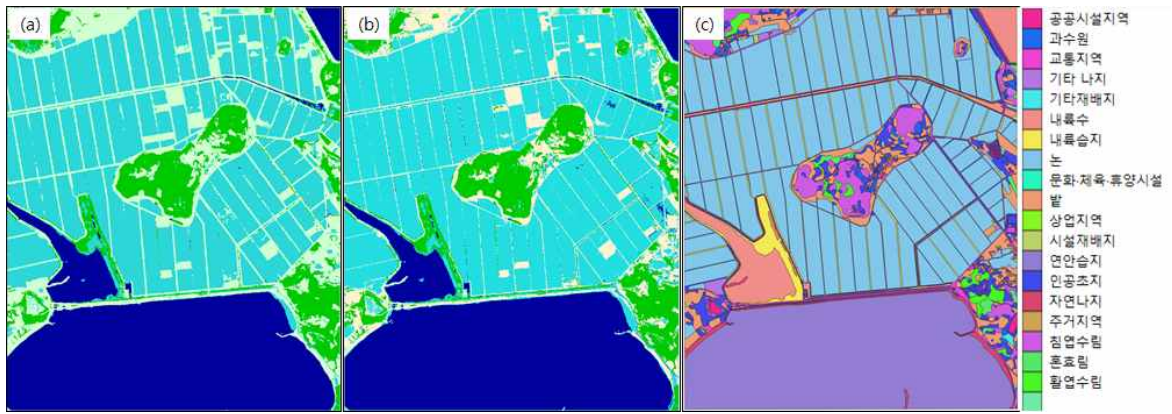 (a)
(b)
(c)
공공시설지역
과수원
교통지역
기타 나지
기타재배지
내륙수
내륙습지
논
문화·체육·휴양시설
밭
상업지역
시설재배지
연안습지
인공초지
자연나지
주거지역
침엽수림
혼효림
활엽수림